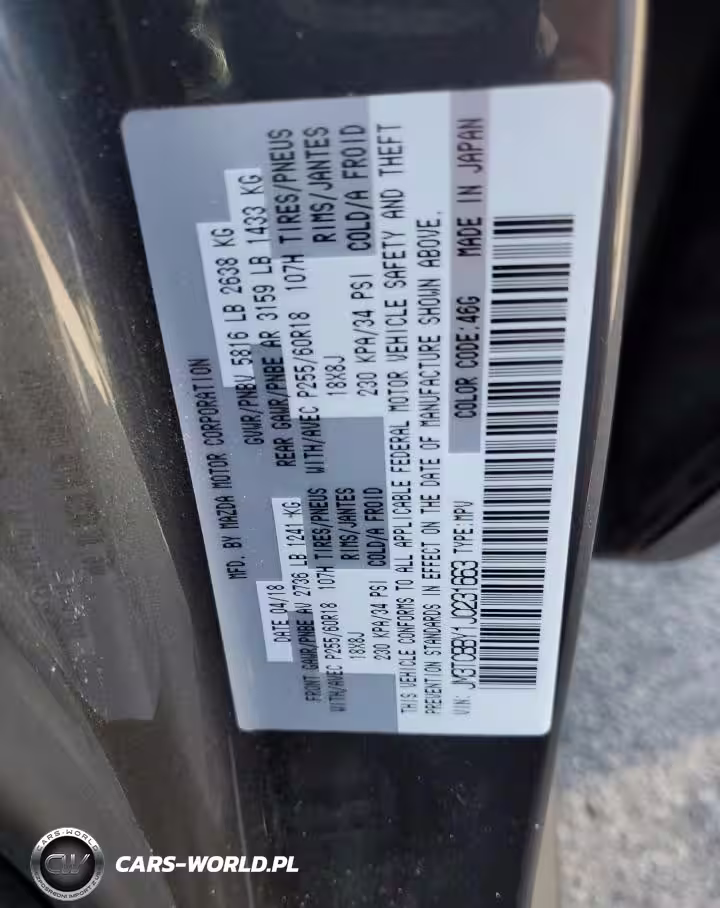 MFD. BY MAZDA MOTOR CORPORATION
DATE 04/18
GVWR/PNBV 5816 LB 2638 KG
FRONT GAWR/PNBE AV 2736 LB 1241 KG
REAR GAWR/PNBE AR 3159 LB 1433 KG
WITH/AVEC P255/60R18 107H TIRES/PNEUS
WITH/AVEC P255/60R18 107H TIRES/PNEUS
18X8J RIMS/JANTES
18X8J RIMS/JANTES
230 KPA/34 PSI COLD/A FROID
230 KPA/34 PSI COLD/A FROID
THIS VEHICLE CONFORMS TO ALL APPLICABLE FEDERAL MOTOR VEHICLE SAFETY AND THEFT
PREVENTION STANDARDS IN EFFECT ON THE DATE OF MANUFACTURE SHOWN ABOVE.
VIN: JM3TCBBY1J0231663 TYPE:MPV
COLOR CODE:46G MADE IN JAPAN
CARS-WORLD
CW
CARS-WORLD.PL